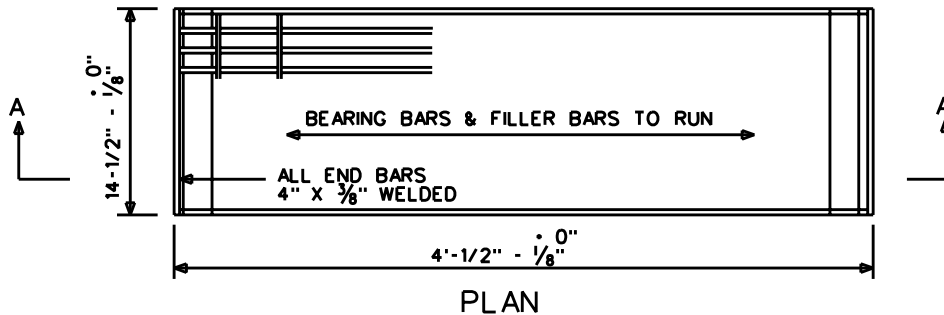 A
A
14-1/2" - 1/8" 0"
BEARING BARS & FILLER BARS TO RUN
ALL END BARS
4" X 3/8" WELDED
4'-1/2" - 1/8" 0"
PLAN